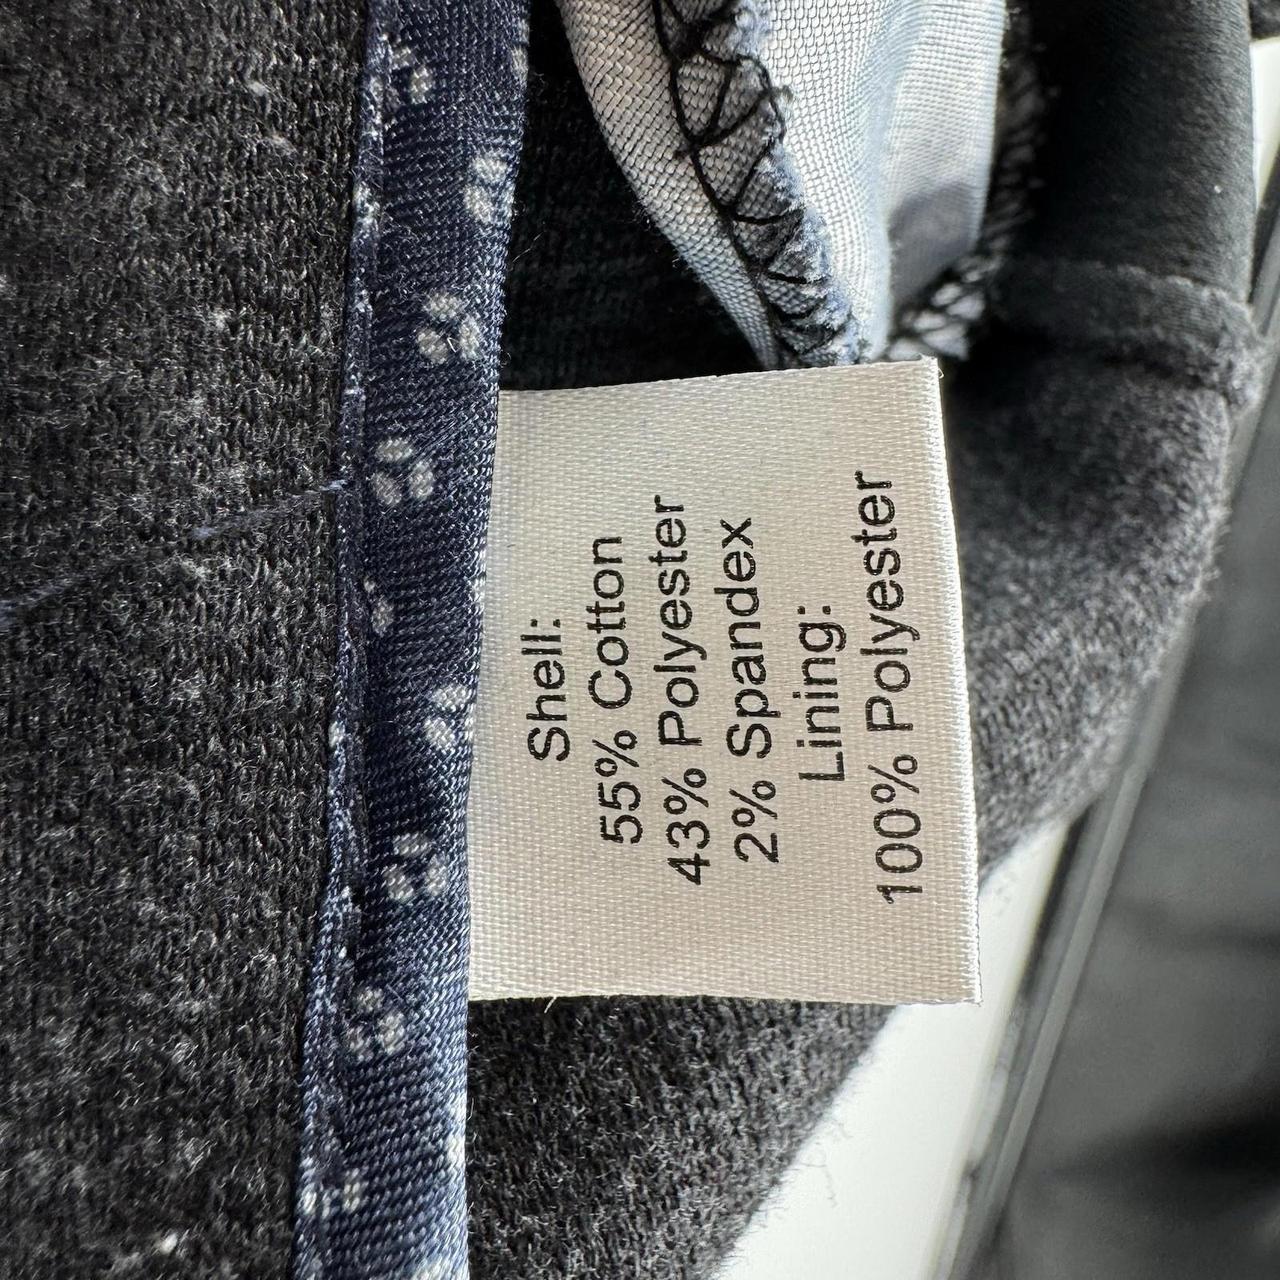 Shell:
55% Cotton
43% Polyester
2% Spandex
Lining:
100% Polyester